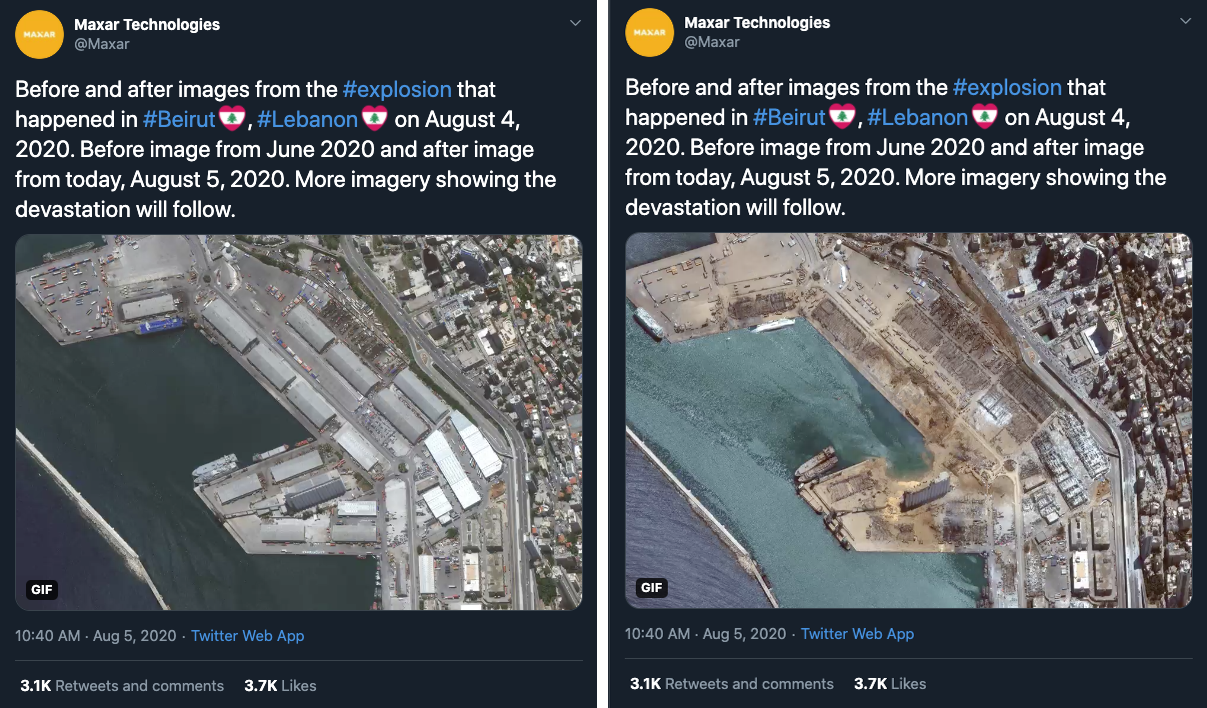 MAXAR
Maxar Technologies
@Maxar
Before and after images from the #explosion that
happened in #Beirut, #Lebanon on August 4,
2020. Before image from June 2020 and after image
from today, August 5, 2020. More imagery showing the
devastation will follow.
MAXAR
GIF
10:40 AM · Aug 5, 2020 · Twitter Web App
3.1K Retweets and comments 3.7K Likes
MAXAR
Maxar Technologies
@Maxar
Before and after images from the #explosion that
happened in #Beirut, #Lebanon on August 4,
2020. Before image from June 2020 and after image
from today, August 5, 2020. More imagery showing the
devastation will follow.
GIF
10:40 AM · Aug 5, 2020 · Twitter Web App
3.1K Retweets and comments 3.7K Likes